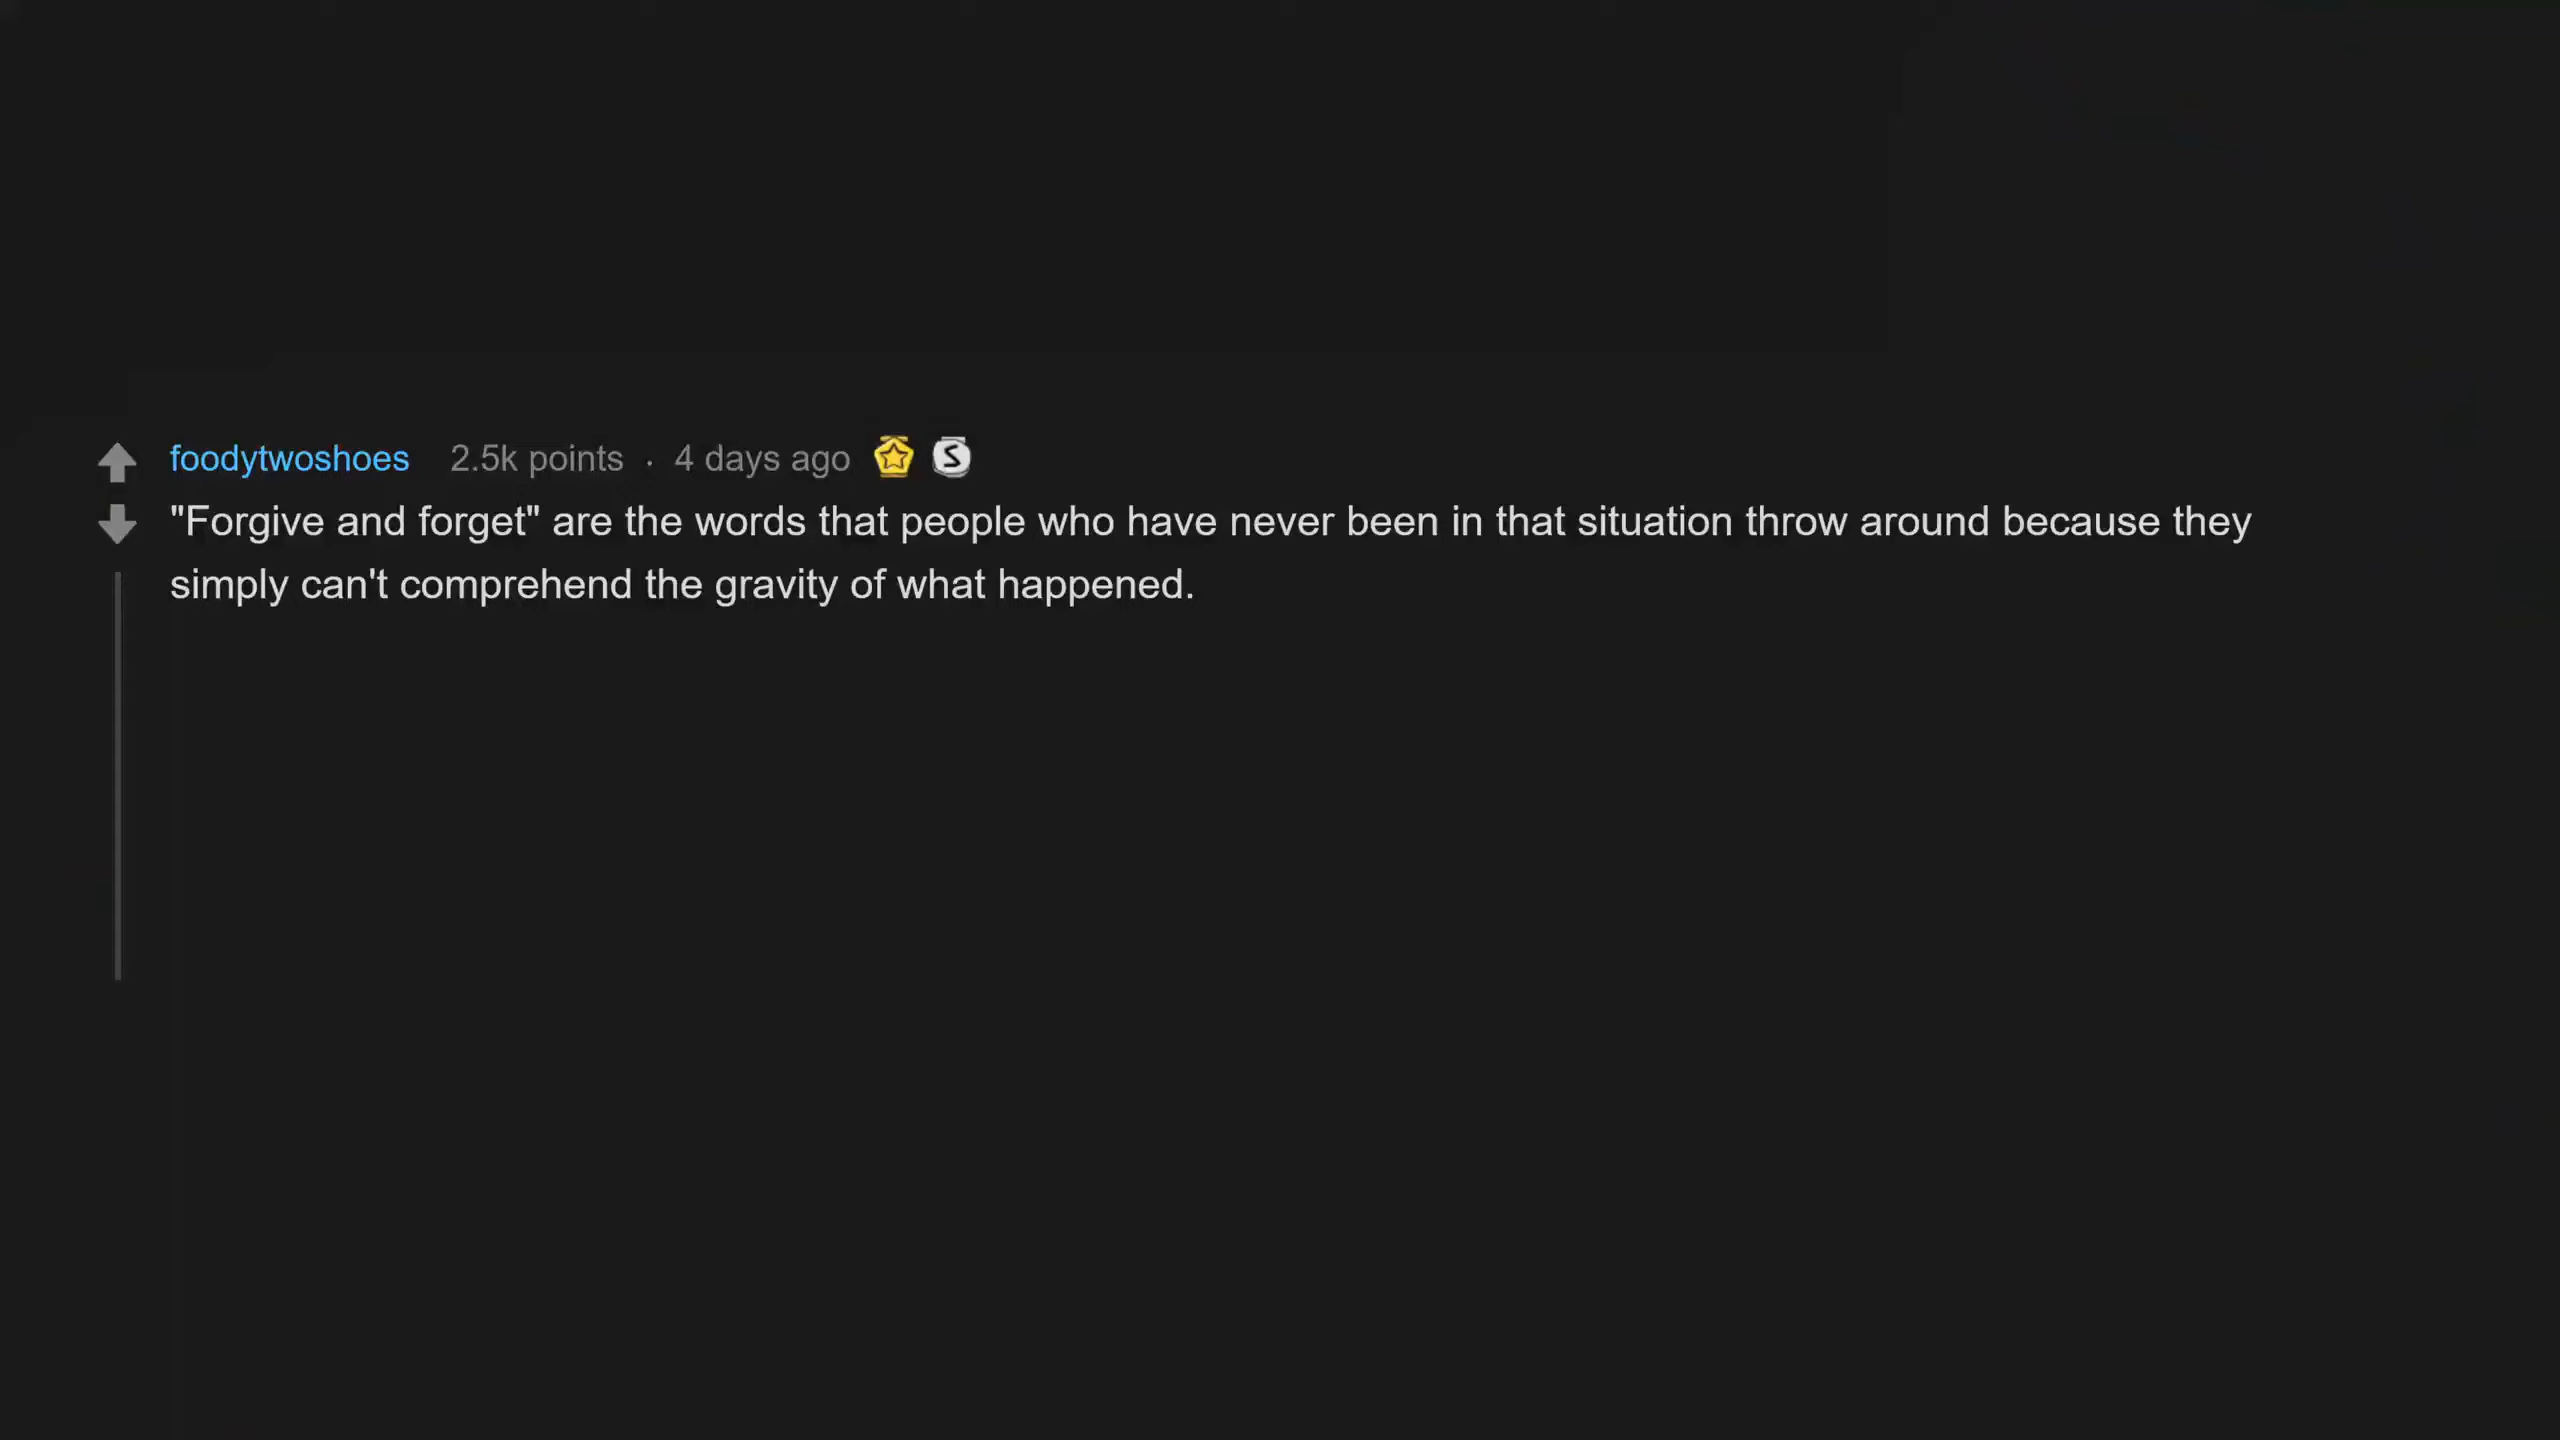 foodytwoshoes 2.5k points · 4 days ago S
"Forgive and forget" are the words that people who have never been in that situation throw around because they
simply can't comprehend the gravity of what happened.